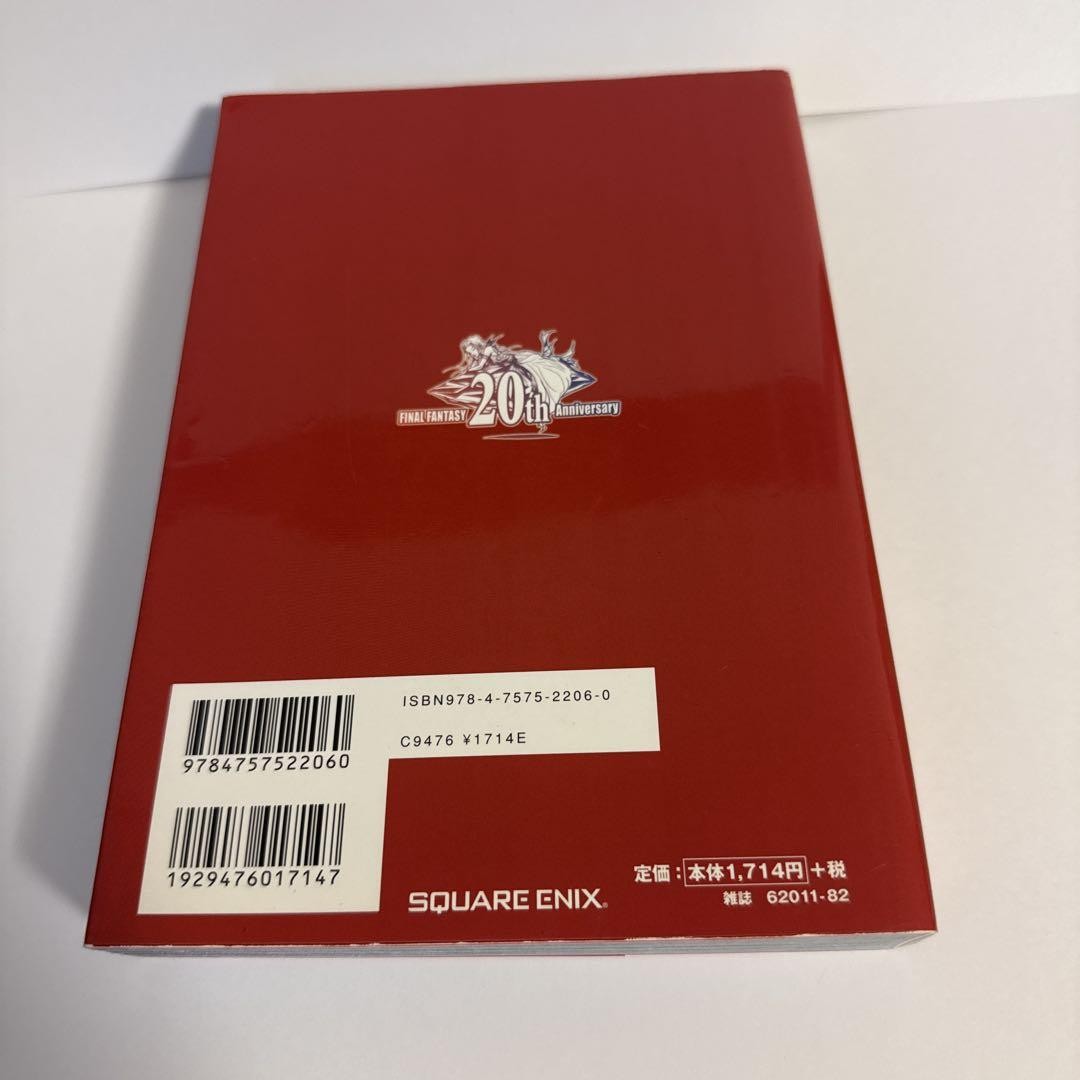 FINAL FANTASY 20th Anniversary
ISBN978-4-7575-2206-0
C9476 ¥1714E
9784757522060
1929476017147
定価：本体1,714円+税
雑誌 62011-82
SQUARE ENIX®